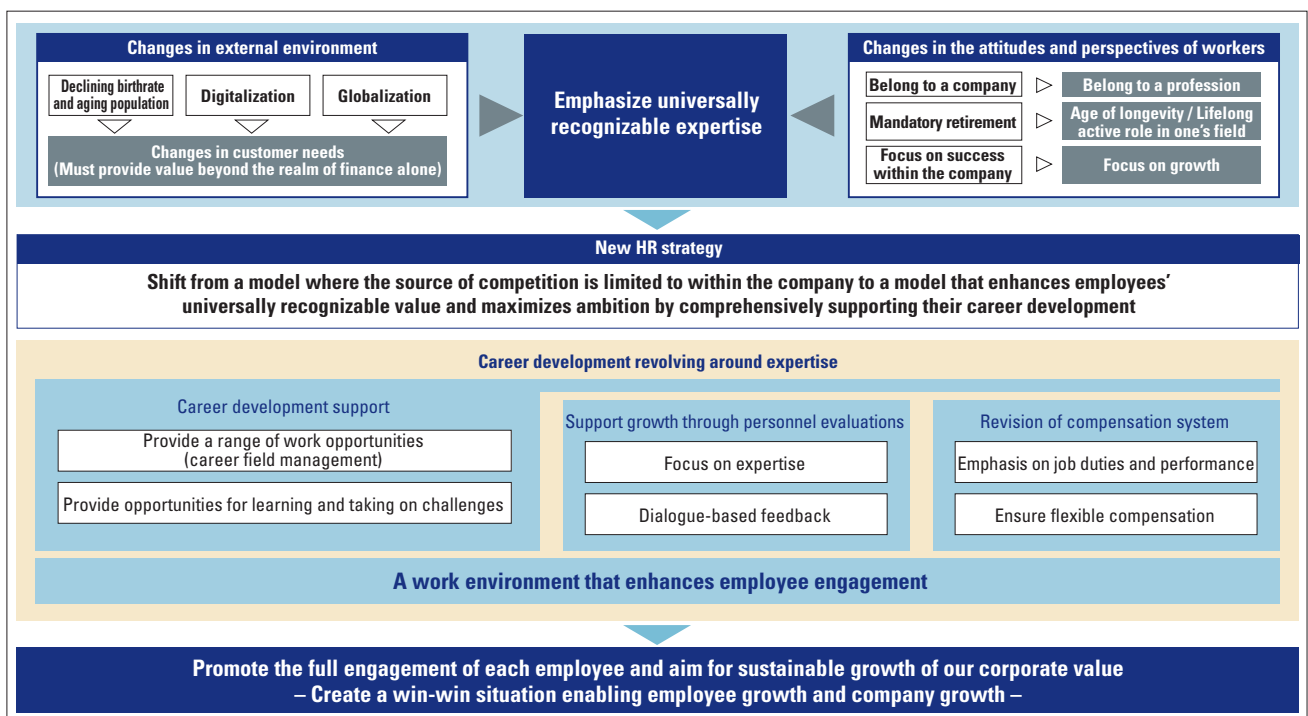 Changes in external environment
Declining birthrate
and aging population
Digitalization
Globalization
Changes in customer needs
(Must provide value beyond the realm of finance alone)
Emphasize universally
recognizable expertise
Changes in the attitudes and perspectives of workers
Belong to a company
Belong to a profession
Mandatory retirement
Age of longevity / Lifelong
active role in one's field
Focus on success
within the company
Focus on growth
New HR strategy
Shift from a model where the source of competition is limited to within the company to a model that enhances employees'
universally recognizable value and maximizes ambition by comprehensively supporting their career development
Career development revolving around expertise
Career development support
Provide a range of work opportunities
(career field management)
Provide opportunities for learning and taking on challenges
Support growth through personnel evaluations
Focus on expertise
Dialogue-based feedback
Revision of compensation system
Emphasis on job duties and performance
Ensure flexible compensation
A work environment that enhances employee engagement
Promote the full engagement of each employee and aim for sustainable growth of our corporate value
– Create a win-win situation enabling employee growth and company growth –